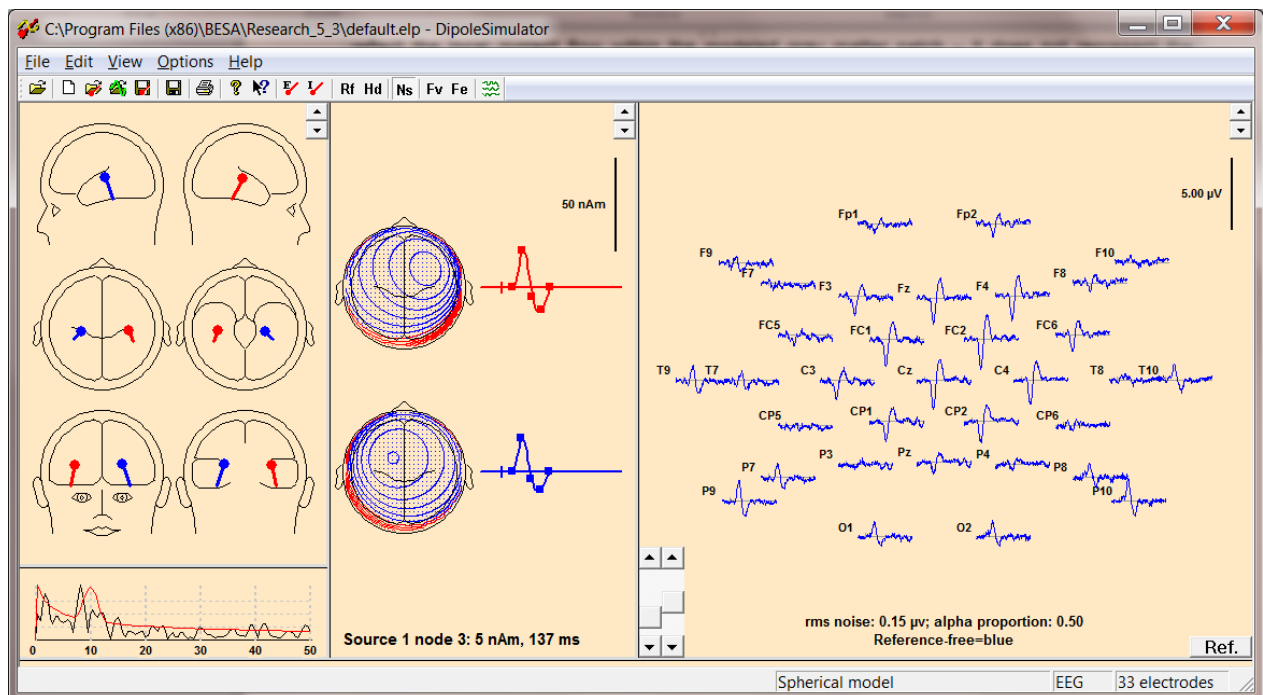 C:\Program Files (x86)\BESA\Research_5_3\default.elp - DipoleSimulator
File Edit View Options Help
E I Rf Hd Ns Fv Fe
50 nAm
5.00 µV
Fp1 Fp2
F9 F7 F3 Fz F4 F8 F10
FC5 FC1 FC2 FC6
T9 T7 C3 Cz C4 T8 T10
CP5 CP1 CP2 CP6
P9 P7 P3 Pz P4 P8 P10
O1 O2
0 10 20 30 40 50
Source 1 node 3: 5 nAm, 137 ms
rms noise: 0.15 µv; alpha proportion: 0.50
Reference-free=blue
Ref.
Spherical model EEG 33 electrodes